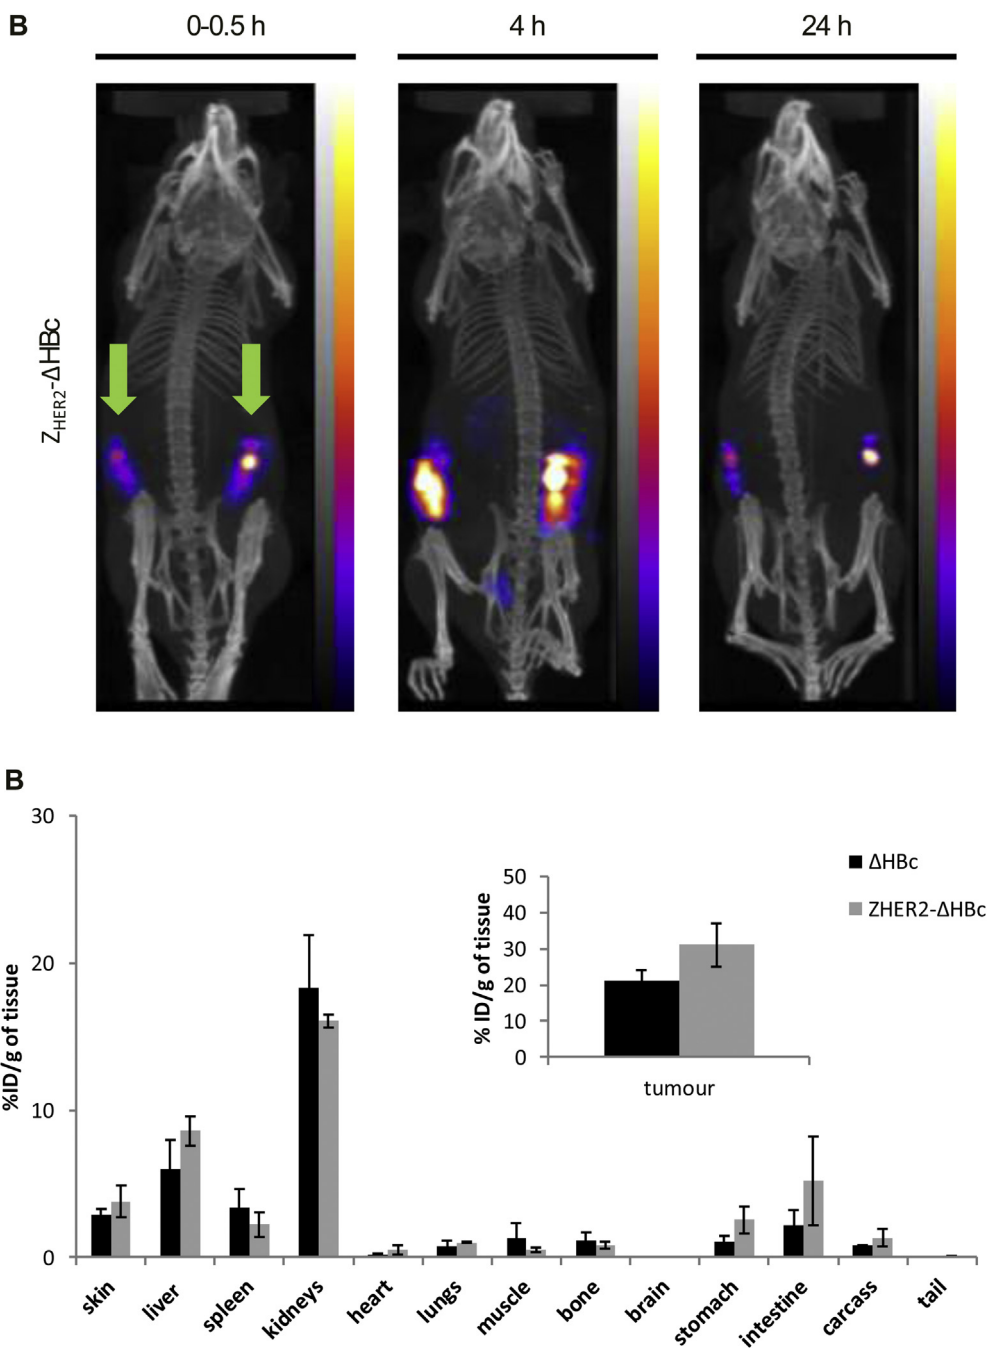 B
0-0.5 h
4 h
24 h
ZHER2-ΔHBc
B
%ID/g of tissue
30
20
10
0
skin
liver
spleen
kidneys
heart
lungs
muscle
bone
brain
stomach
intestine
carcass
tail
% ID/g of tissue
50
40
30
20
10
0
tumour
ΔHBc
ZHER2-ΔHBc